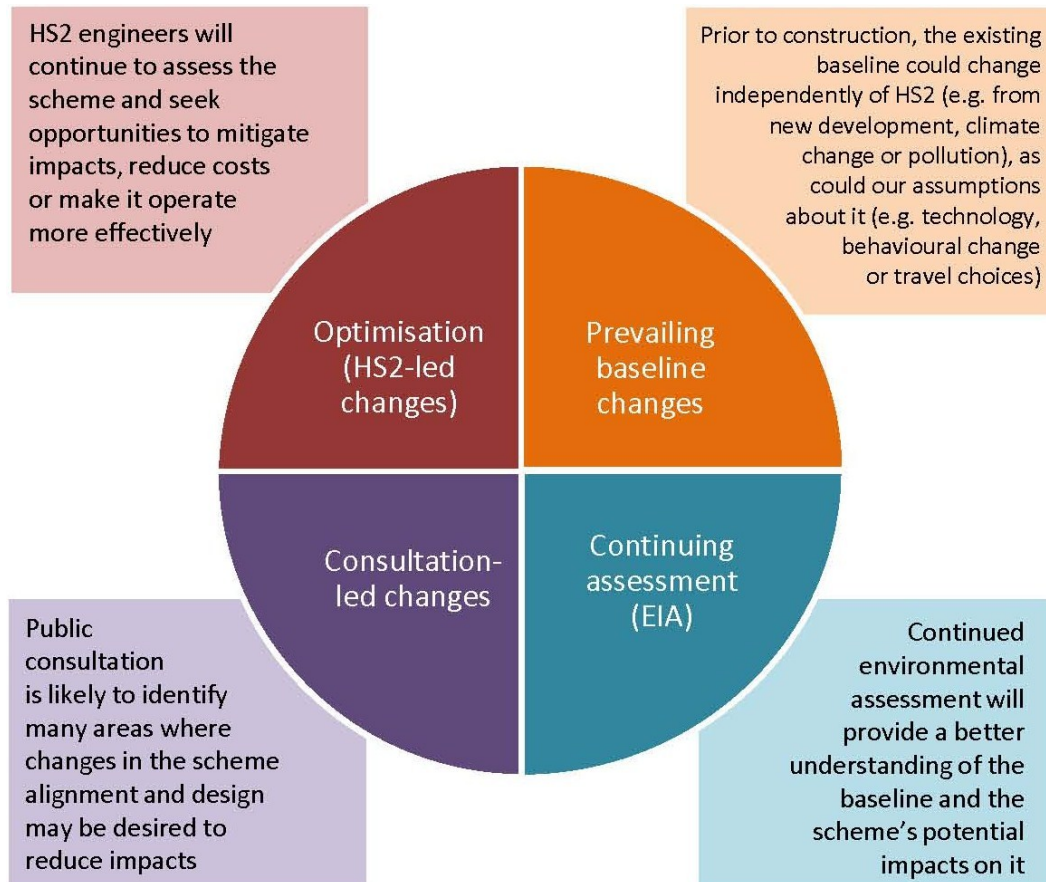 HS2 engineers will
continue to assess the
scheme and seek
opportunities to mitigate
impacts, reduce costs
or make it operate
more effectively
Prior to construction, the existing
baseline could change
independently of HS2 (e.g. from
new development, climate
change or pollution), as
could our assumptions
about it (e.g. technology,
behavioural change
or travel choices)
Optimisation
(HS2-led
changes)
Prevailing
baseline
changes
Consultation-
led changes
Continuing
assessment
(EIA)
Public
consultation
is likely to identify
many areas where
changes in the scheme
alignment and design
may be desired to
reduce impacts
Continued
environmental
assessment will
provide a better
understanding of the
baseline and the
scheme's potential
impacts on it